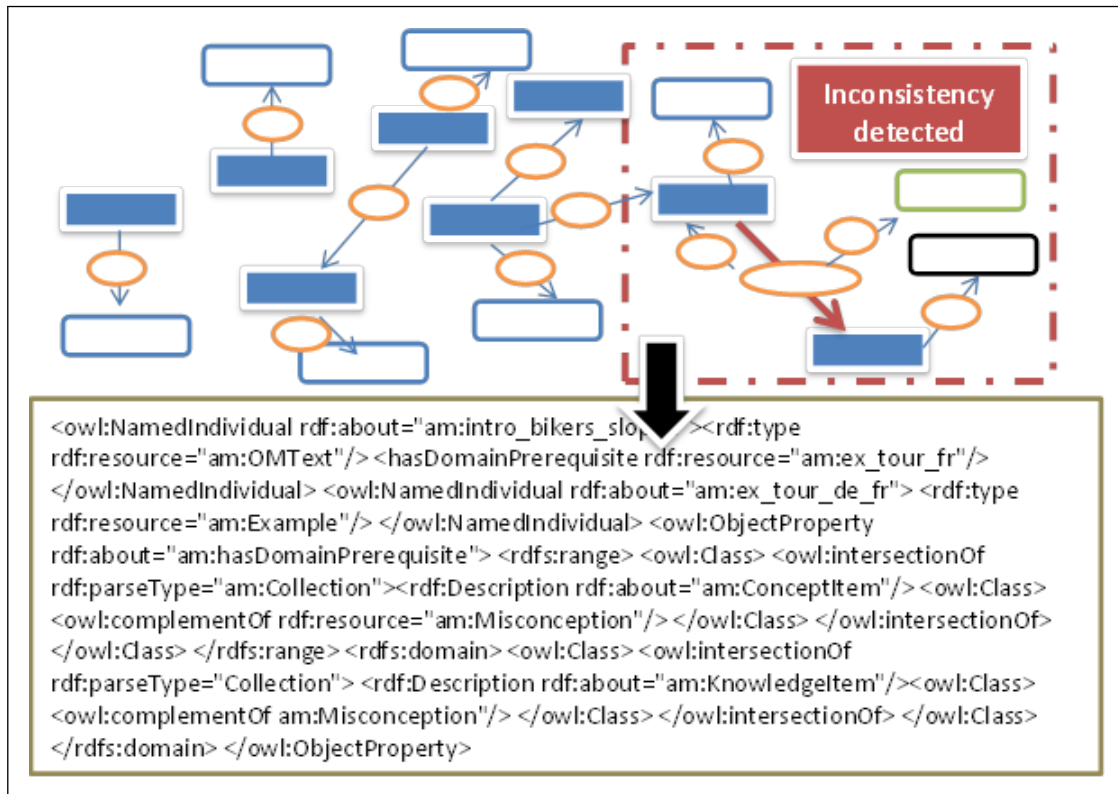 Inconsistency
detected
<owl:NamedIndividual rdf:about="am:intro_bikers_slop ><rdf:type
rdf:resource="am:OMText"/><hasDomainPrerequisite rdf:resource="am:ex_tour_fr"/>
</owl:NamedIndividual> <owl:NamedIndividual rdf:about="am:ex_tour_de_fr"> <rdf:type
rdf:resource="am:Example"/> </owl:NamedIndividual> <owl:ObjectProperty
rdf:about="am:hasDomainPrerequisite"> <rdfs:range> <owl:Class> <owl:intersectionOf
rdf:parseType="am:Collection"><rdf:Description rdf:about="am:ConceptItem"/><owl:Class>
<owl:complementOf rdf:resource="am:Misconception"/> </owl:Class> </owl:intersectionOf>
</owl:Class> </rdfs:range> <rdfs:domain> <owl:Class> <owl:intersectionOf
rdf:parseType="Collection"> <rdf:Description rdf:about="am:KnowledgeItem"/><owl:Class>
<owl:complementOf am:Misconception"/> </owl:Class> </owl:intersectionOf> </owl:Class>
</rdfs:domain> </owl:ObjectProperty>